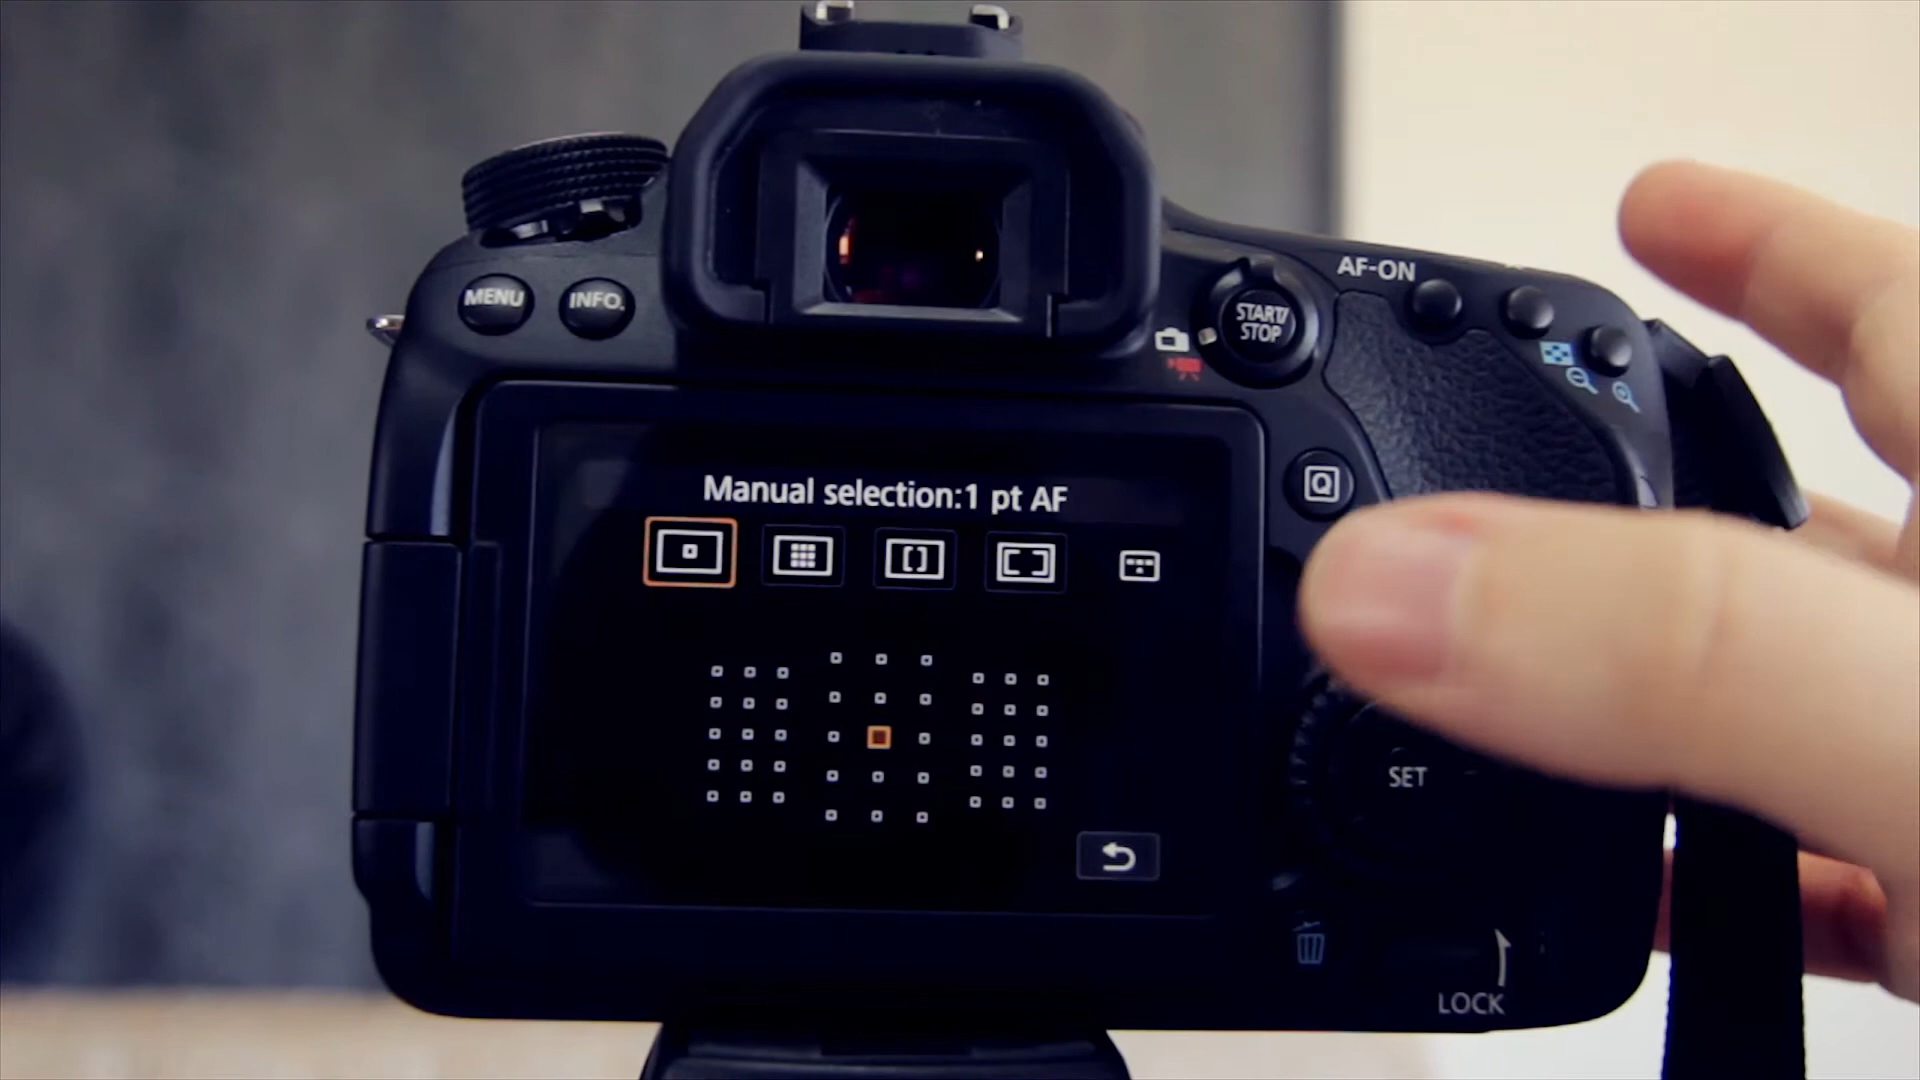 MENU
INFO.
START/
STOP
AF-ON
Q
Manual selection:1 pt AF
SET
LOCK